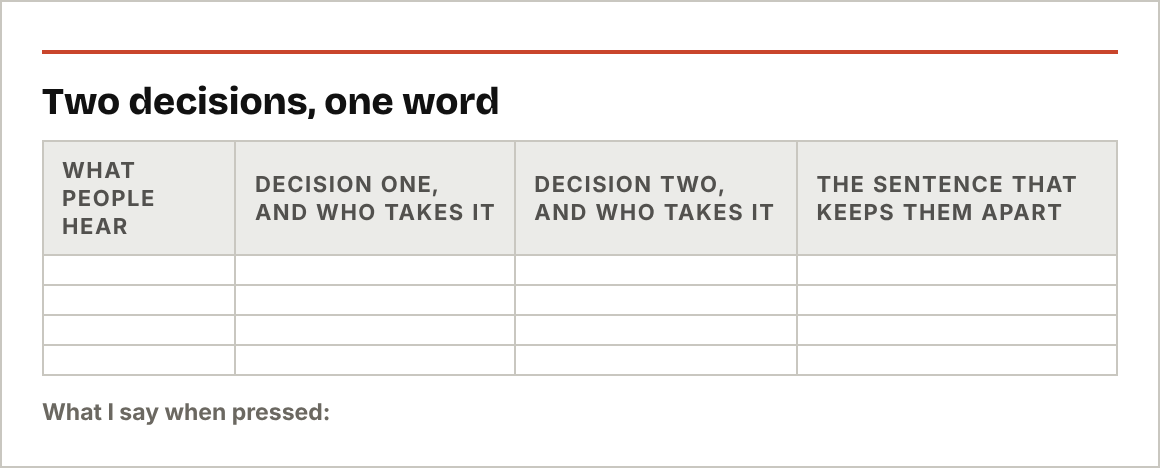 Two decisions, one word
WHAT
PEOPLE
HEAR
DECISION ONE,
AND WHO TAKES IT
DECISION TWO,
AND WHO TAKES IT
THE SENTENCE THAT
KEEPS THEM APART
What I say when pressed: